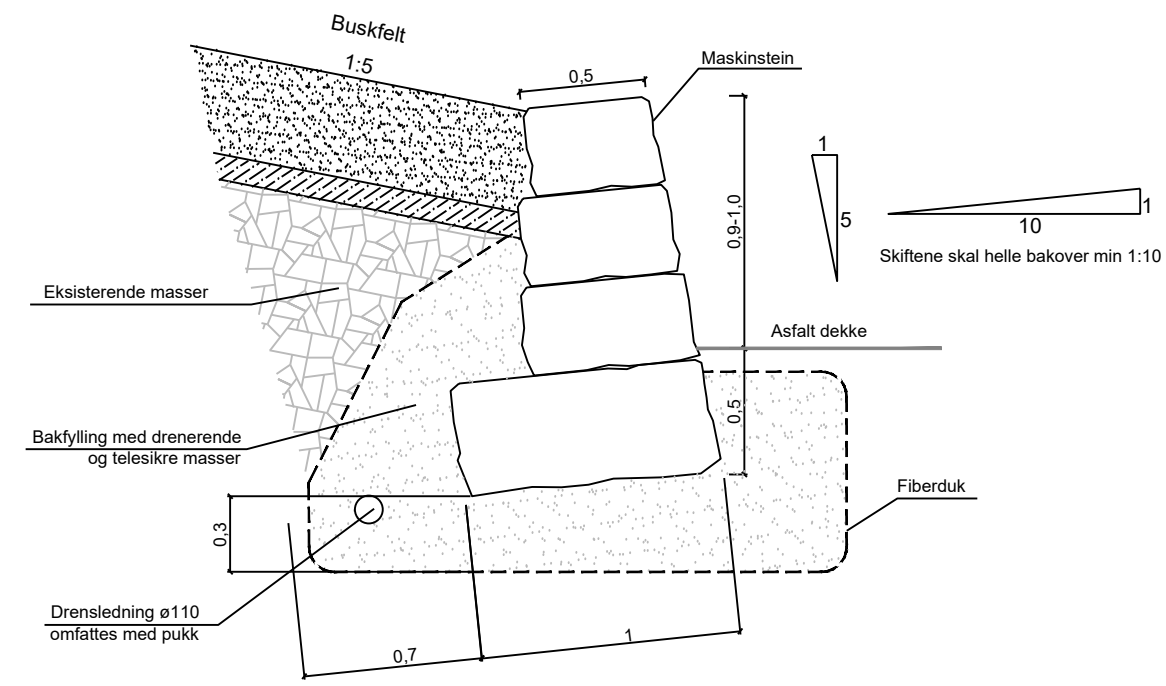 Buskfelt
1:5
0,5
Maskinstein
0,9-1,0
1
5
10
1
Skiftene skal helle bakover min 1:10
Eksisterende masser
Asfalt dekke
0,5
Bakfylling med drenerende
og telesikre masser
Fiberduk
0,3
Drensledning ø110
omfattes med pukk
0,7
1